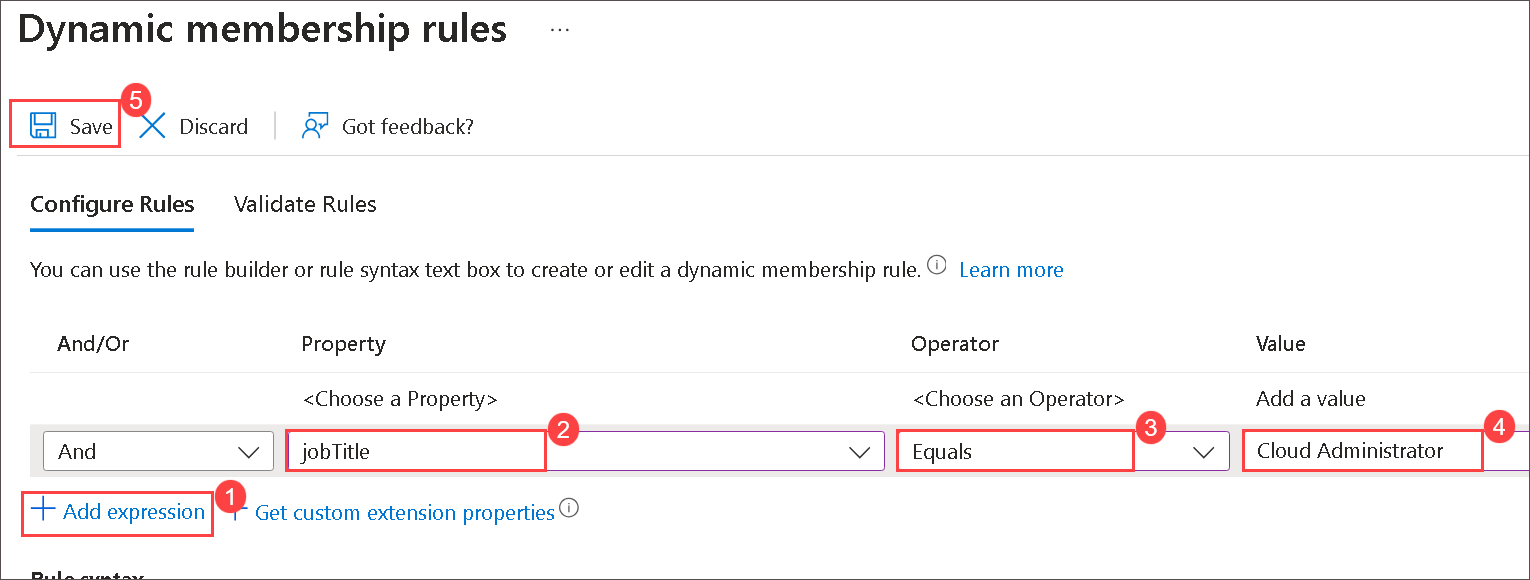 Dynamic membership rules ...
5
Save Discard Got feedback?
Configure Rules Validate Rules
You can use the rule builder or rule syntax text box to create or edit a dynamic membership rule. Learn more
And/Or Property Operator Value
<Choose a Property> <Choose an Operator> Add a value
2 3 4
And jobTitle Equals Cloud Administrator
1
Add expression Get custom extension properties
Rule syntax